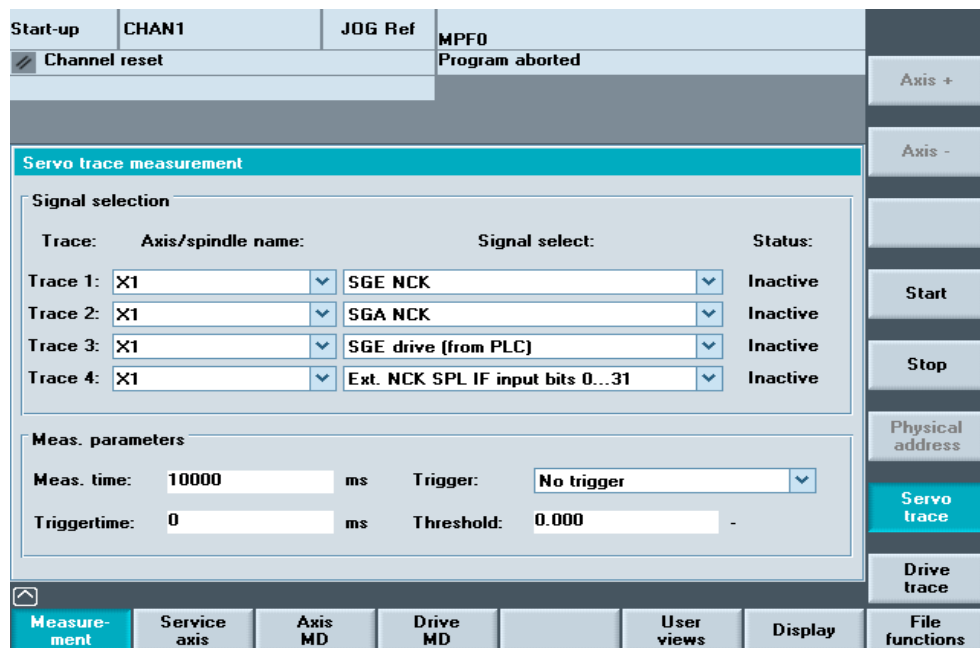 Start-up CHAN1 JOG Ref MPF0
Channel reset Program aborted
Axis +
Axis -
Servo trace measurement
Signal selection
Trace: Axis/spindle name: Signal select: Status:
Trace 1: X1 SGE NCK Inactive
Trace 2: X1 SGA NCK Inactive
Trace 3: X1 SGE drive (from PLC) Inactive
Trace 4: X1 Ext. NCK SPL IF input bits 0...31 Inactive
Start
Stop
Physical
address
Meas. parameters
Meas. time: 10000 ms Trigger: No trigger
Triggertime: 0 ms Threshold: 0.000 -
Servo
trace
Drive
trace
Measure-
ment
Service
axis
Axis
MD
Drive
MD
User
views
Display
File
functions